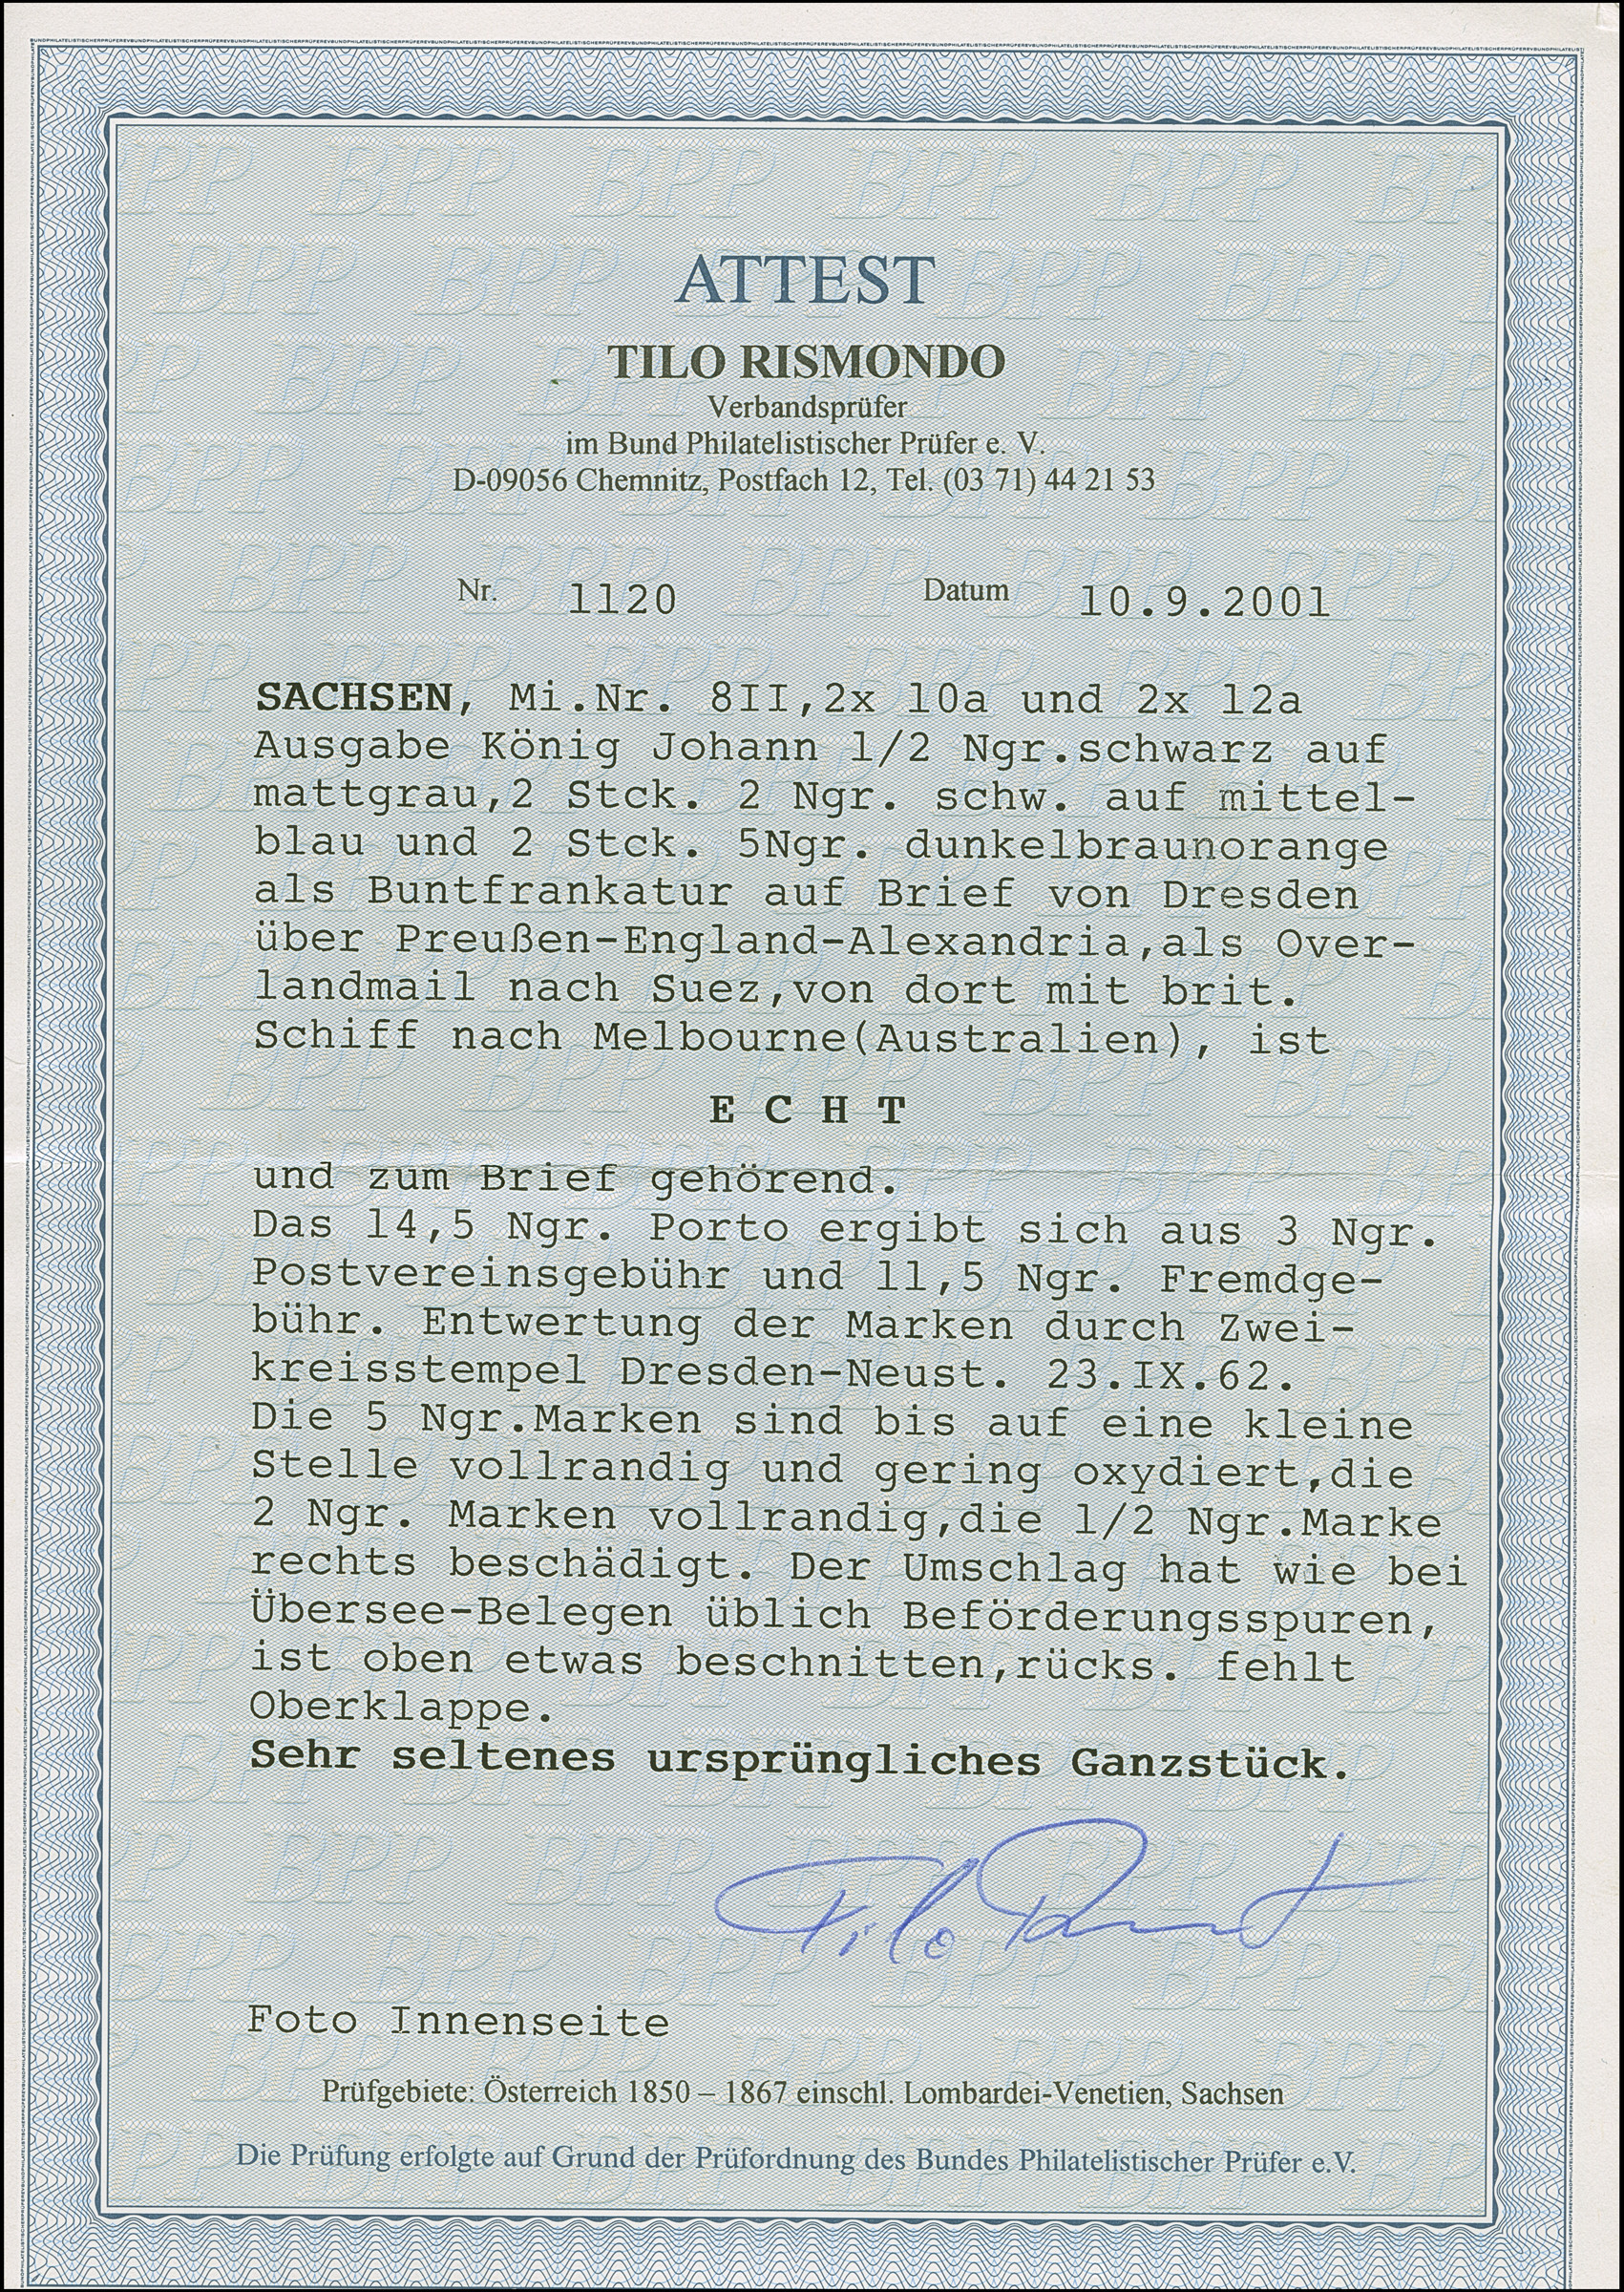 ATTEST
TILO RISMONDO
Verbandsprüfer
im Bund Philatelistischer Prüfer e. V.
D-09056 Chemnitz, Postfach 12, Tel. (03 71) 44 21 53
Nr. 1120 Datum 10.9.2001
SACHSEN, Mi.Nr. 8II,2x 10a und 2x 12a
Ausgabe König Johann 1/2 Ngr.schwarz auf
mattgrau,2 Stck. 2 Ngr. schw. auf mittel-
blau und 2 Stck. 5Ngr. dunkelbraunorange
als Buntfrankatur auf Brief von Dresden
über Preußen-England-Alexandria,als Over-
landmail nach Suez,von dort mit brit.
Schiff nach Melbourne(Australien), ist
E C H T
und zum Brief gehörend.
Das 14,5 Ngr. Porto ergibt sich aus 3 Ngr.
Postvereinsgebühr und 11,5 Ngr. Fremdge-
bühr. Entwertung der Marken durch Zwei-
kreisstempel Dresden-Neust. 23.IX.62.
Die 5 Ngr.Marken sind bis auf eine kleine
Stelle vollrandig und gering oxydiert,die
2 Ngr. Marken vollrandig,die 1/2 Ngr.Marke
rechts beschädigt. Der Umschlag hat wie bei
Übersee-Belegen üblich Beförderungsspuren,
ist oben etwas beschnitten,rücks. fehlt
Oberklappe.
Sehr seltenes ursprüngliches Ganzstück.
Foto Innenseite
Prüfgebiete: Österreich 1850 – 1867 einschl. Lombardei-Venetien, Sachsen
Die Prüfung erfolgte auf Grund der Prüfordnung des Bundes Philatelistischer Prüfer e.V.